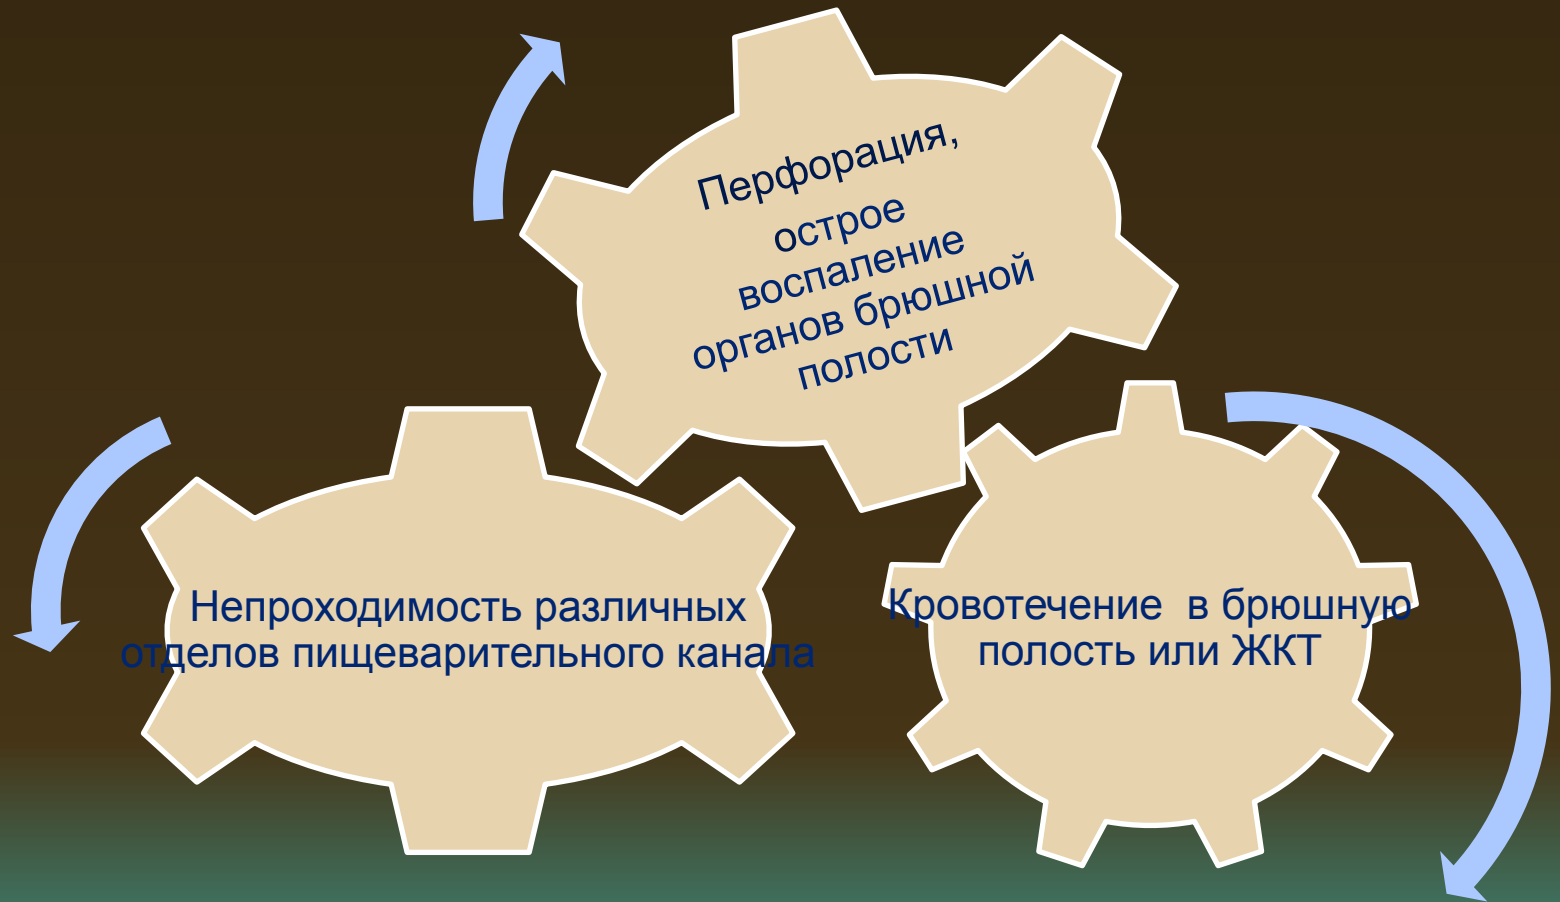 Перфорация,
острое
воспаление
органов брюшной
полости
Непроходимость различных
отделов пищеварительного канала
Кровотечение  в брюшную
полость или ЖКТ